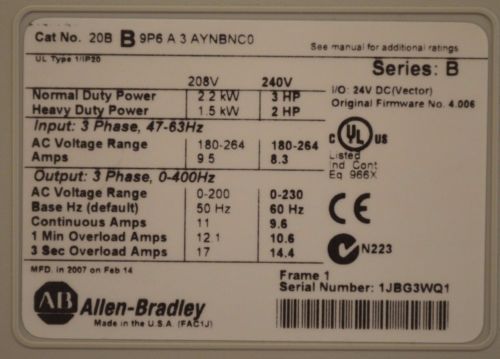 Cat No. 20B B 9P6 A 3 AYNBNC0
See manual for additional ratings
UL Type 1/IP20
Series: B
208V 240V
I/O: 24V DC(Vector)
Normal Duty Power 2.2 kW 3 HP
Original Firmware No. 4.006
Heavy Duty Power 1.5 kW 2 HP
Input: 3 Phase, 47-63Hz
AC Voltage Range 180-264 180-264
Amps 9.5 8.3
C UL US
Listed
Ind Cont
Eq 966X
Output: 3 Phase, 0-400Hz
AC Voltage Range 0-200 0-230
Base Hz (default) 50 Hz 60 Hz
Continuous Amps 11 9.6
1 Min Overload Amps 12.1 10.6
3 Sec Overload Amps 17 14.4
CE
N223
MFD. in 2007 on Feb 14
Frame 1
Serial Number: 1JBG3WQ1
AB Allen-Bradley
Made in the U.S.A. (FAC1J)